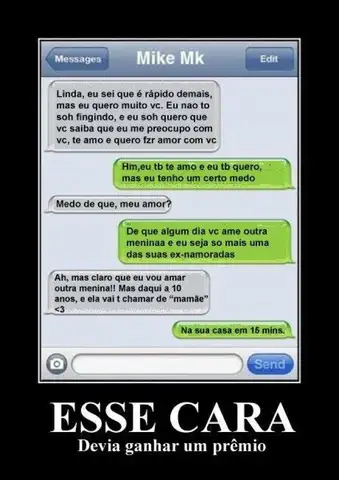 Messages
Mike Mk
Edit
Linda, eu sei que é rápido demais,
mas eu quero muito vc. Eu nao to
soh fingindo, e eu soh quero que
vc saiba que eu me preocupo com
vc, te amo e quero fzr amor com vc
Hm,eu tb te amo e eu tb quero,
mas eu tenho um certo medo
Medo de que, meu amor?
De que algum dia vc ame outra
meninaa e eu seja so mais uma
das suas ex-namoradas
Ah, mas claro que eu vou amar
outra menina!! Mas daqui a 10
anos, e ela vai t chamar de “mamãe”
<3
Na sua casa em 15 mins.
Send
ESSE CARA
Devia ganhar um prêmio